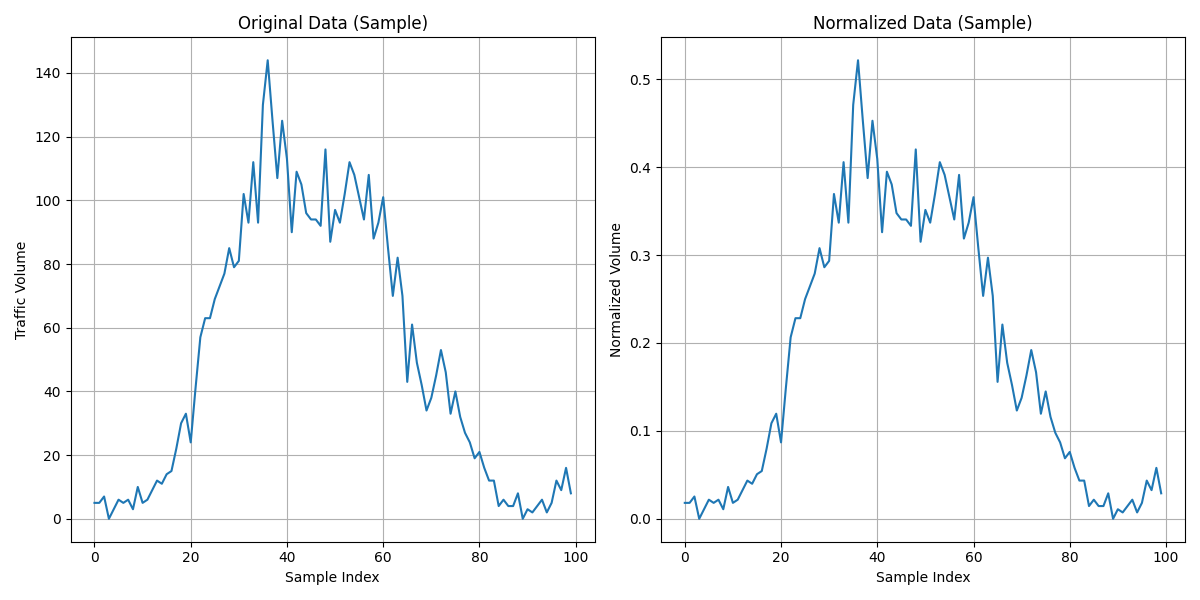 Original Data (Sample)
Traffic Volume
140
120
100
80
60
40
20
0
0 20 40 60 80 100
Sample Index
Normalized Data (Sample)
Normalized Volume
0.5
0.4
0.3
0.2
0.1
0.0
0 20 40 60 80 100
Sample Index